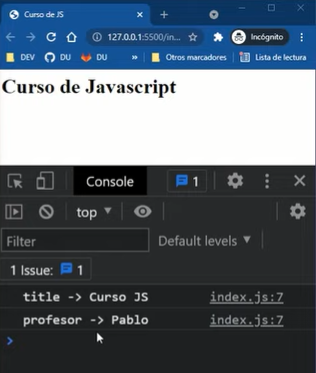 Curso de JS
127.0.0.1:5500/in...
Incógnito
DEV
DU
DU
»
Otros marcadores
Lista de lectura
Curso de Javascript
Console
1
top
Filter
Default levels
1 Issue:
1
title -> Curso JS
index.js:7
profesor -> Pablo
index.js:7